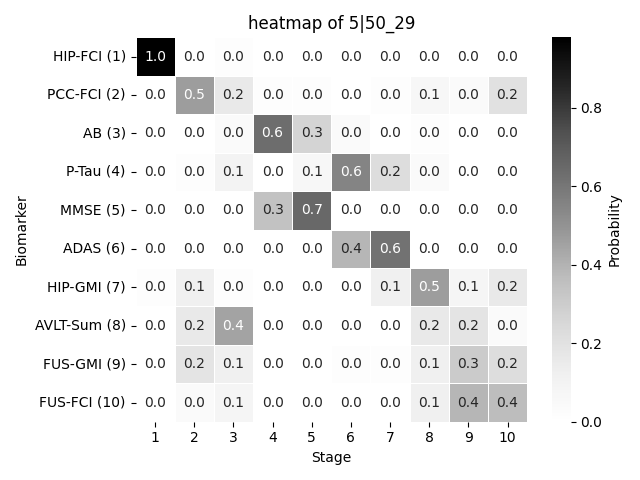 heatmap of 5|50_29
HIP-FCI (1) 1.0 0.0 0.0 0.0 0.0 0.0 0.0 0.0 0.0 0.0
PCC-FCI (2) 0.0 0.5 0.2 0.0 0.0 0.0 0.0 0.1 0.0 0.2
AB (3) 0.0 0.0 0.0 0.6 0.3 0.0 0.0 0.0 0.0 0.0
P-Tau (4) 0.0 0.0 0.1 0.0 0.1 0.6 0.2 0.0 0.0 0.0
MMSE (5) 0.0 0.0 0.0 0.3 0.7 0.0 0.0 0.0 0.0 0.0
ADAS (6) 0.0 0.0 0.0 0.0 0.0 0.4 0.6 0.0 0.0 0.0
HIP-GMI (7) 0.0 0.1 0.0 0.0 0.0 0.0 0.1 0.5 0.1 0.2
AVLT-Sum (8) 0.0 0.2 0.4 0.0 0.0 0.0 0.0 0.2 0.2 0.0
FUS-GMI (9) 0.0 0.2 0.1 0.0 0.0 0.0 0.0 0.1 0.3 0.2
FUS-FCI (10) 0.0 0.0 0.1 0.0 0.0 0.0 0.0 0.1 0.4 0.4
1 2 3 4 5 6 7 8 9 10
Stage
Biomarker
0.8
0.6
0.4
0.2
0.0
Probability